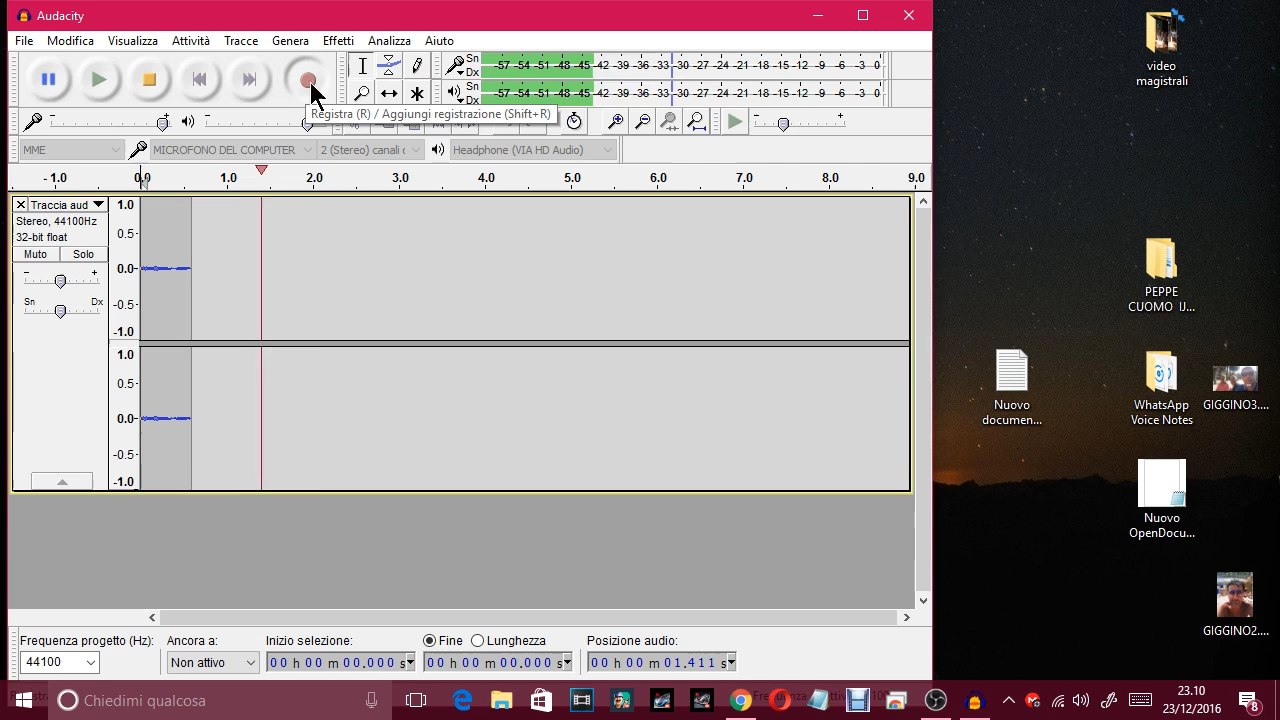 Audacity
File Modifica Visualizza Attività Tracce Genera Effetti Analizza Aiuto
Sn
Dx
-57 -54 -51 -48 -45 -42 -39 -36 -33 -30 -27 -24 -21 -18 -15 -12 -9 -6 -3 0
Sn
Dx
-57 -54 -51 -48 -45 -42 -39 -36 -33 -30 -27 -24 -21 -18 -15 -12 -9 -6 -3 0
Registra (R) / Aggiungi registrazione (Shift+R)
MME MICROFONO DEL COMPUTER 2 (Stereo) canali Headphone (VIA HD Audio)
- 1.0 0.0 1.0 2.0 3.0 4.0 5.0 6.0 7.0 8.0 9.0
Traccia aud
Stereo, 44100Hz
32-bit float
Muto Solo
- +
Sn Dx
1.0
0.5
0.0
-0.5
-1.0
1.0
0.5
0.0
-0.5
-1.0
Frequenza progetto (Hz): Ancora a: Inizio selezione: Fine Lunghezza Posizione audio:
44100 Non attivo 00 h 00 m 00.000 s 00 h 00 m 00.000 s 00 h 00 m 01.411 s
video
magistrali
PEPPE
CUOMO IJ...
Nuovo
documen...
WhatsApp
Voice Notes
GIGGINO3....
Nuovo
OpenDocu...
GIGGINO2....
Chiedimi qualcosa
23.10
23/12/2016
8